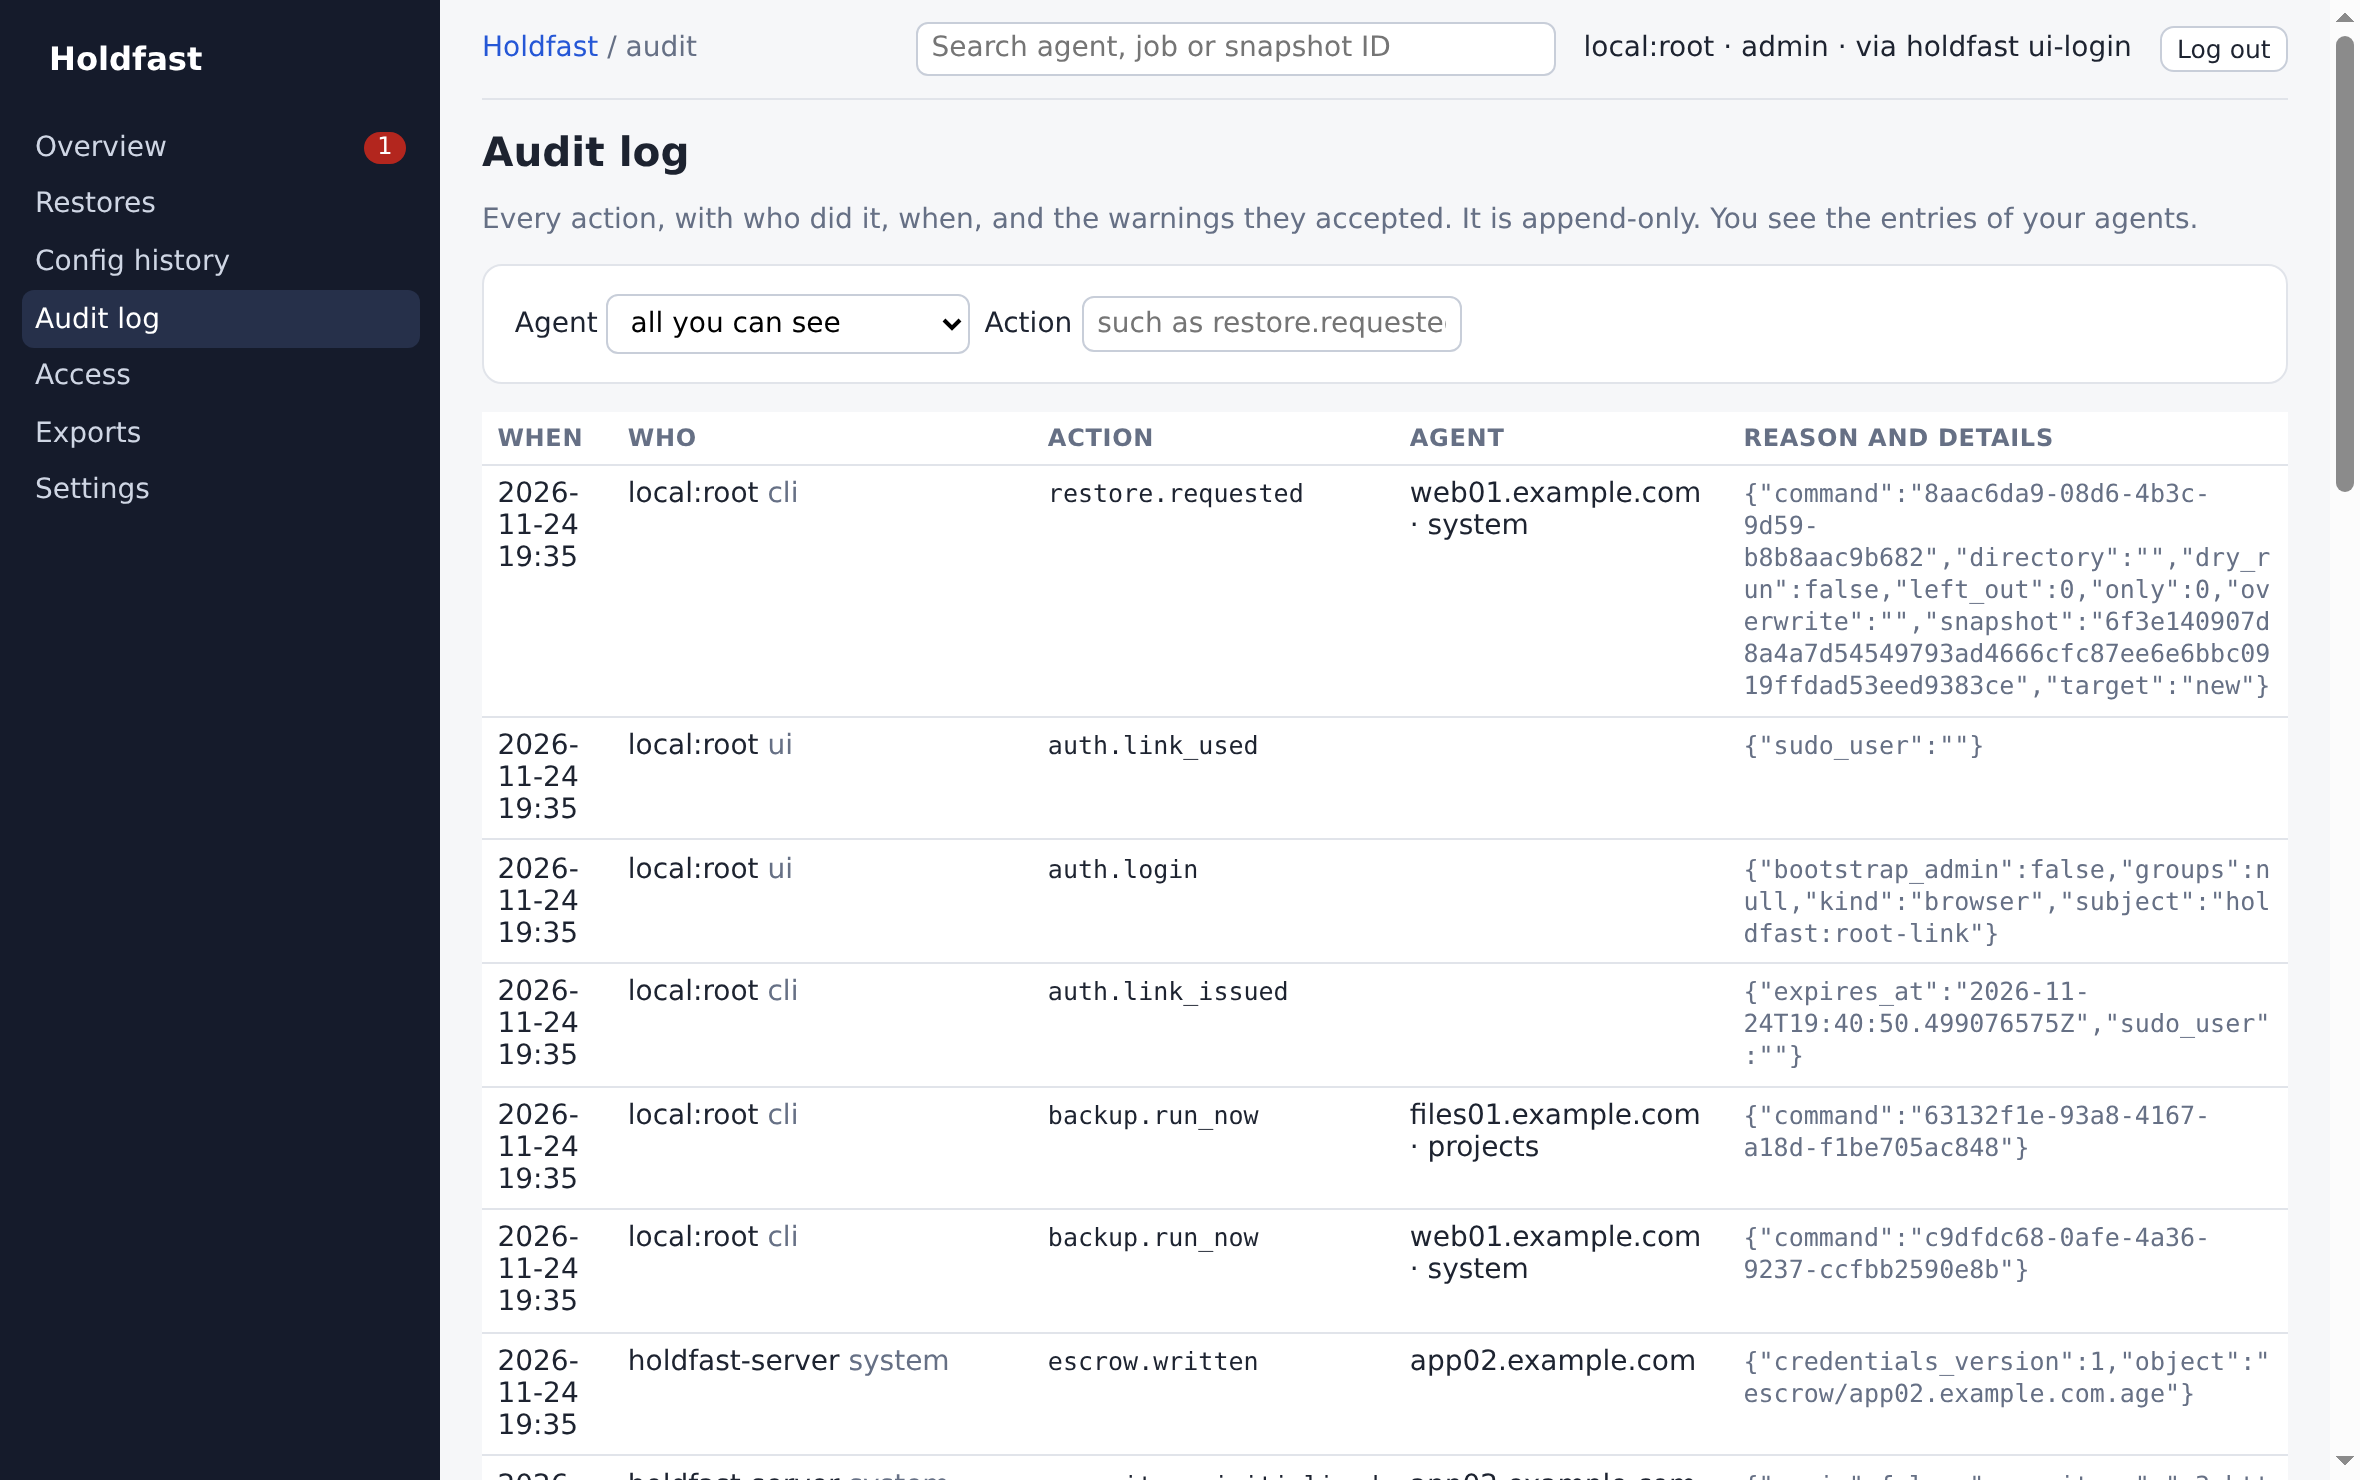 Holdfast
Overview 1
Restores
Config history
Audit log
Access
Exports
Settings
Holdfast / audit
Search agent, job or snapshot ID
local:root · admin · via holdfast ui-login
Log out
Audit log
Every action, with who did it, when, and the warnings they accepted. It is append-only. You see the entries of your agents.
Agent all you can see Action such as restore.requeste
WHEN WHO ACTION AGENT REASON AND DETAILS
2026-
11-24
19:35
local:root cli
restore.requested
web01.example.com
· system
{"command":"8aac6da9-08d6-4b3c-
9d59-
b8b8aac9b682","directory":"","dry_r
un":false,"left_out":0,"only":0,"ov
erwrite":"","snapshot":"6f3e140907d
8a4a7d54549793ad4666cfc87ee6e6bbc09
19ffdad53eed9383ce","target":"new"}
2026-
11-24
19:35
local:root ui
auth.link_used
{"sudo_user":""}
2026-
11-24
19:35
local:root ui
auth.login
{"bootstrap_admin":false,"groups":n
ull,"kind":"browser","subject":"hol
dfast:root-link"}
2026-
11-24
19:35
local:root cli
auth.link_issued
{"expires_at":"2026-11-
24T19:40:50.499076575Z","sudo_user"
:""}
2026-
11-24
19:35
local:root cli
backup.run_now
files01.example.com
· projects
{"command":"63132f1e-93a8-4167-
a18d-f1be705ac848"}
2026-
11-24
19:35
local:root cli
backup.run_now
web01.example.com
· system
{"command":"c9dfdc68-0afe-4a36-
9237-ccfbb2590e8b"}
2026-
11-24
19:35
holdfast-server system
escrow.written
app02.example.com
{"credentials_version":1,"object":"
escrow/app02.example.com.age"}
2026-
holdfast-server system
app02.example.com